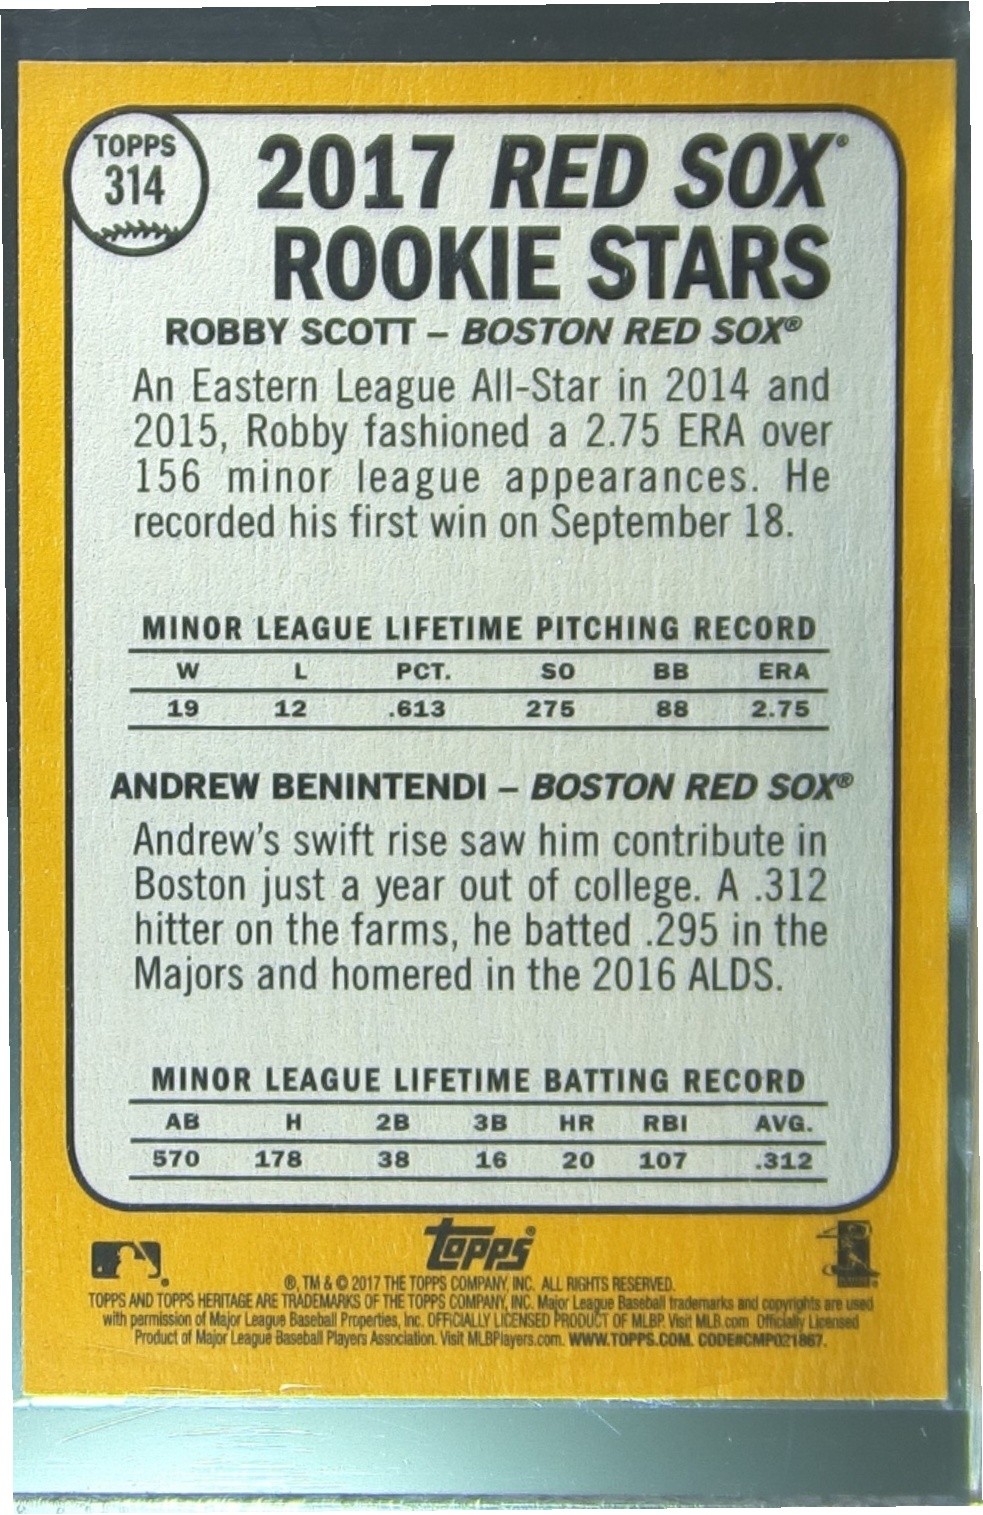 TOPPS
314
2017 RED SOX®
ROOKIE STARS
ROBBY SCOTT – BOSTON RED SOX®
An Eastern League All-Star in 2014 and
2015, Robby fashioned a 2.75 ERA over
156 minor league appearances. He
recorded his first win on September 18.
MINOR LEAGUE LIFETIME PITCHING RECORD
W L PCT. SO BB ERA
19 12 .613 275 88 2.75
ANDREW BENINTENDI – BOSTON RED SOX®
Andrew's swift rise saw him contribute in
Boston just a year out of college. A .312
hitter on the farms, he batted .295 in the
Majors and homered in the 2016 ALDS.
MINOR LEAGUE LIFETIME BATTING RECORD
AB H 2B 3B HR RBI AVG.
570 178 38 16 20 107 .312
topps®
®, TM & © 2017 THE TOPPS COMPANY, INC. ALL RIGHTS RESERVED.
TOPPS AND TOPPS HERITAGE ARE TRADEMARKS OF THE TOPPS COMPANY, INC. Major League Baseball trademarks and copyrights are used
with permission of Major League Baseball Properties, Inc. OFFICIALLY LICENSED PRODUCT OF MLBP. Visit MLB.com Officially Licensed
Product of Major League Baseball Players Association. Visit MLBPlayers.com. WWW.TOPPS.COM. CODE#CMP021867.